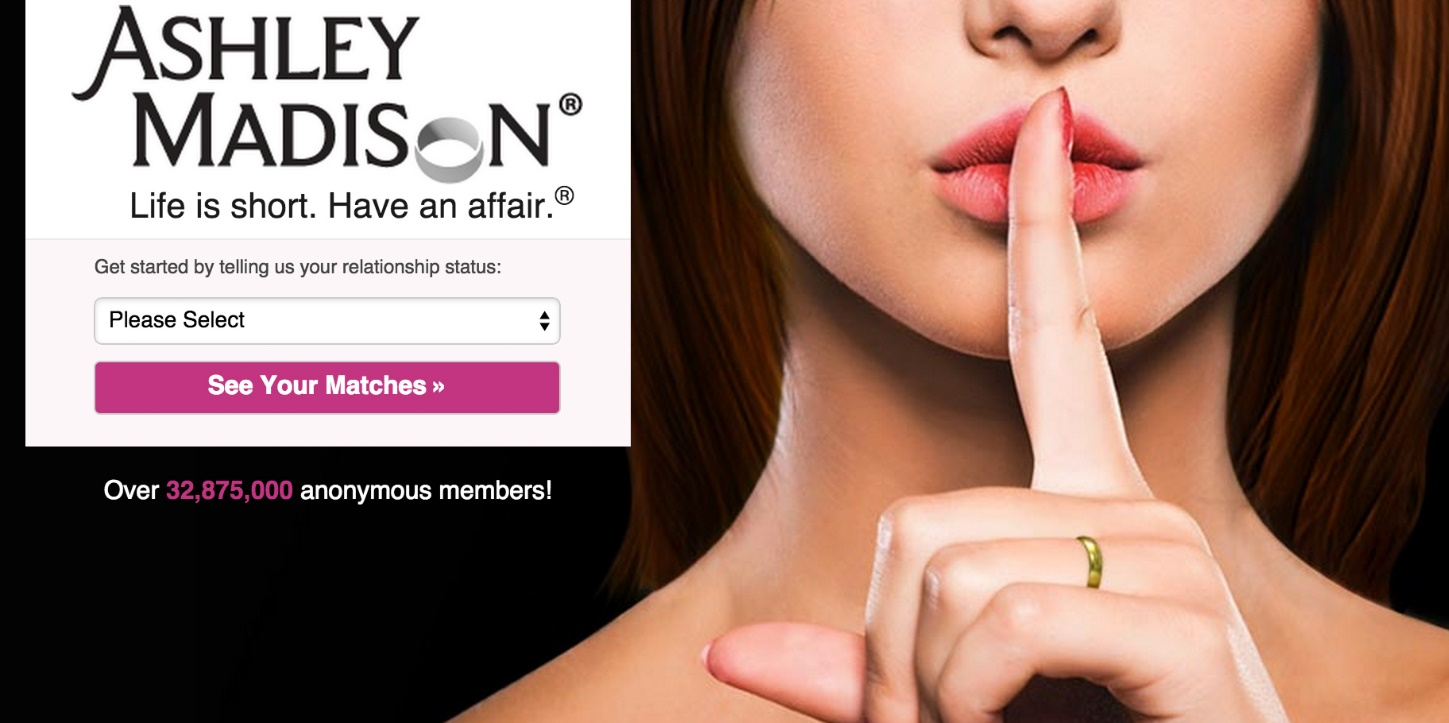 ASHLEY
MADISON®
Life is short. Have an affair.®
Get started by telling us your relationship status:
Please Select
See Your Matches »
Over 32,875,000 anonymous members!